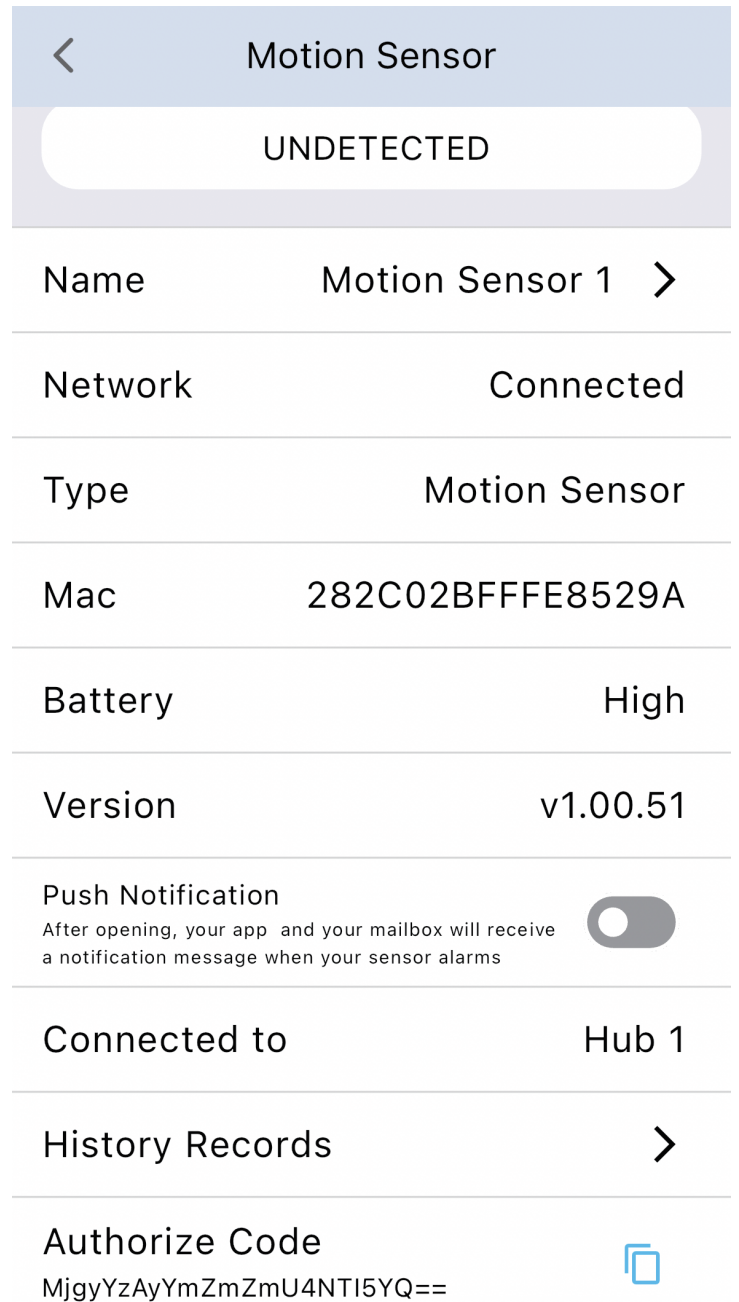 Motion Sensor
UNDETECTED
Name Motion Sensor 1
Network Connected
Type Motion Sensor
Mac 282C02BFFFE8529A
Battery High
Version v1.00.51
Push Notification
After opening, your app and your mailbox will receive
a notification message when your sensor alarms
Connected to Hub 1
History Records
Authorize Code
MjgyYzAyYmZmZmU4NTI5YQ==